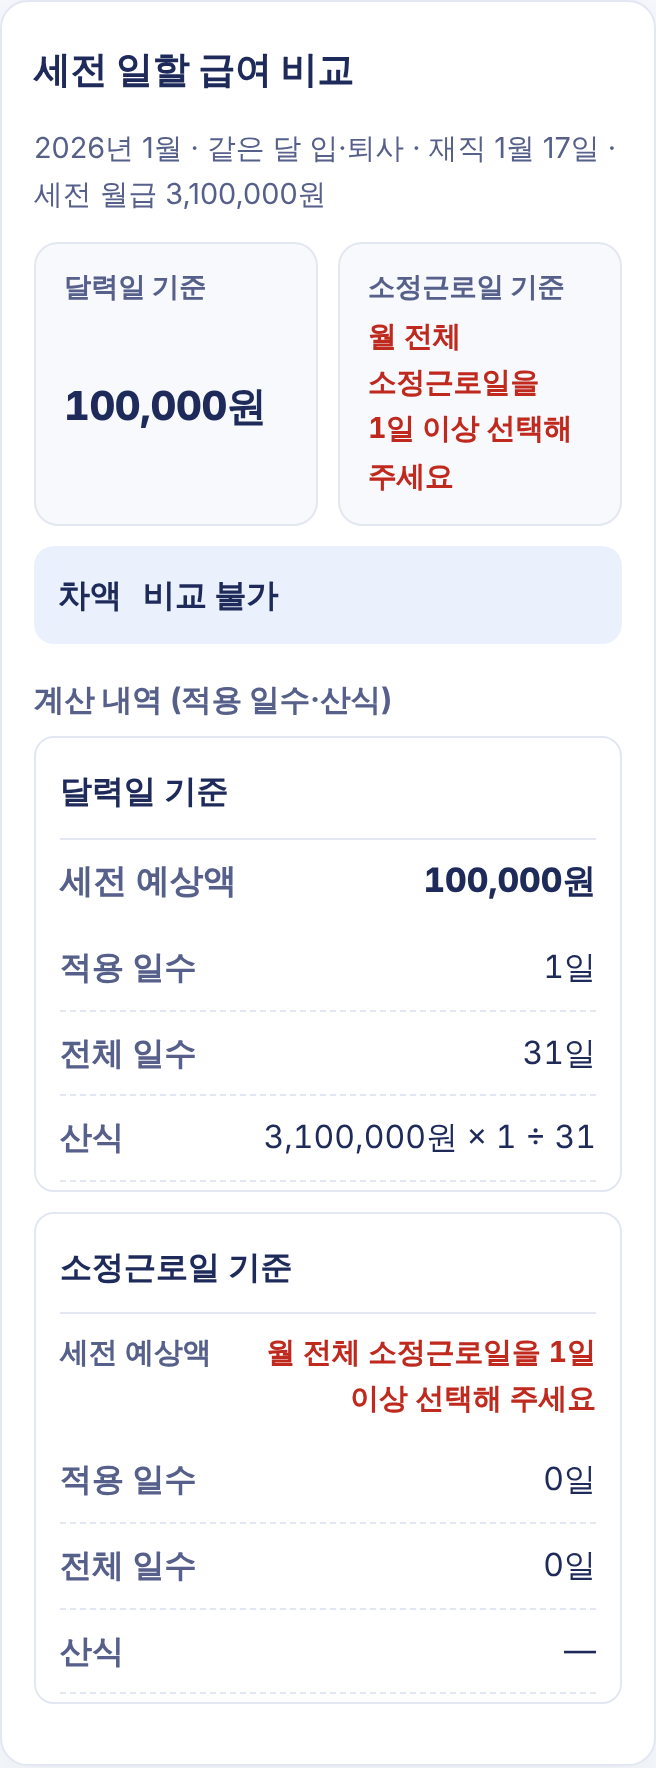 세전 일할 급여 비교
2026년 1월 · 같은 달 입·퇴사 · 재직 1월 17일 ·
세전 월급 3,100,000원
달력일 기준
100,000원
소정근로일 기준
월 전체
소정근로일을
1일 이상 선택해
주세요
차액 비교 불가
계산 내역 (적용 일수·산식)
달력일 기준
세전 예상액 100,000원
적용 일수 1일
전체 일수 31일
산식 3,100,000원 × 1 ÷ 31
소정근로일 기준
세전 예상액 월 전체 소정근로일을 1일
이상 선택해 주세요
적용 일수 0일
전체 일수 0일
산식 —